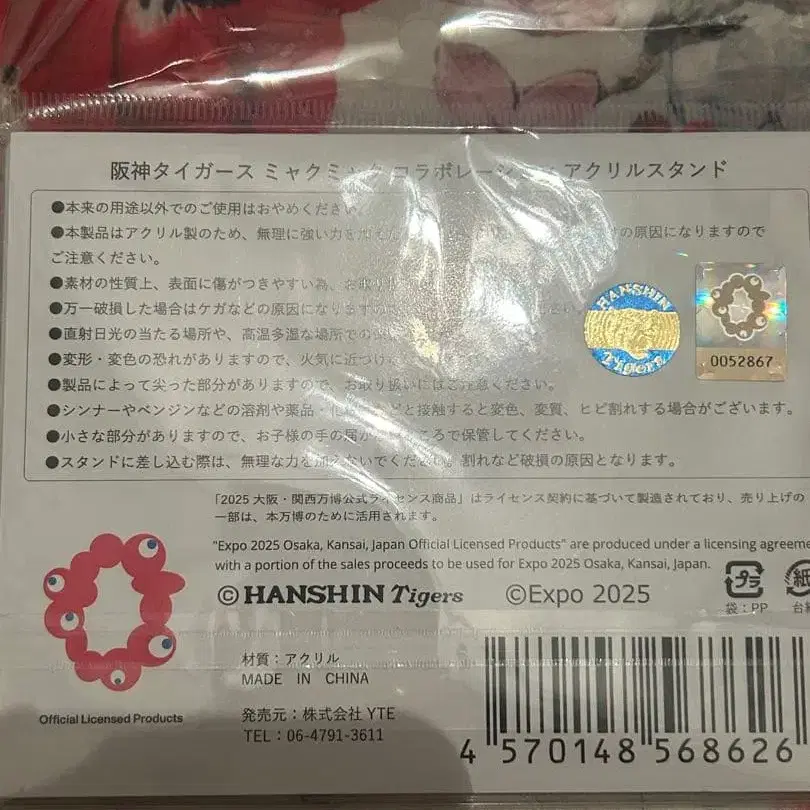 阪神タイガース ミャクミャク コラボレーション アクリルスタンド
●本来の用途以外でのご使用はおやめください。
●本製品はアクリル製のため、無理に強い力を の原因になりますので
ご注意ください。
●素材の性質上、表面に傷がつきやすい為、お取り
●万一破損した場合はケガなどの原因になります
●直射日光の当たる場所や、高温多湿な場所での
●変形・変色の恐れがありますので、火気に近づけ
●製品によって尖った部分がありますので、お取り扱いにはご注意ください。
●シンナーやベンジンなどの溶剤や薬品・ などと接触すると変色、変質、ヒビ割れする場合がございます。
●小さな部分がありますので、お子様の手の届かないところで保管してください。
●スタンドに差し込む際は、無理な力を加えないでください。割れなど破損の原因となります。
HANSHIN
Tigers
0052867
「2025 大阪・関西万博公式ライセンス商品」はライセンス契約に基づいて製造されており、売り上げの
一部は、本万博のために活用されます。
"Expo 2025 Osaka, Kansai, Japan Official Licensed Products" are produced under a licensing agreeme
with a portion of the sales proceeds to be used for Expo 2025 Osaka, Kansai, Japan.
©HANSHIN Tigers ©Expo 2025
プラ 紙
袋：PP 台紙
材質：アクリル
MADE IN CHINA
Official Licensed Products
発売元：株式会社 YTE
TEL：06-4791-3611
4 570148 568626